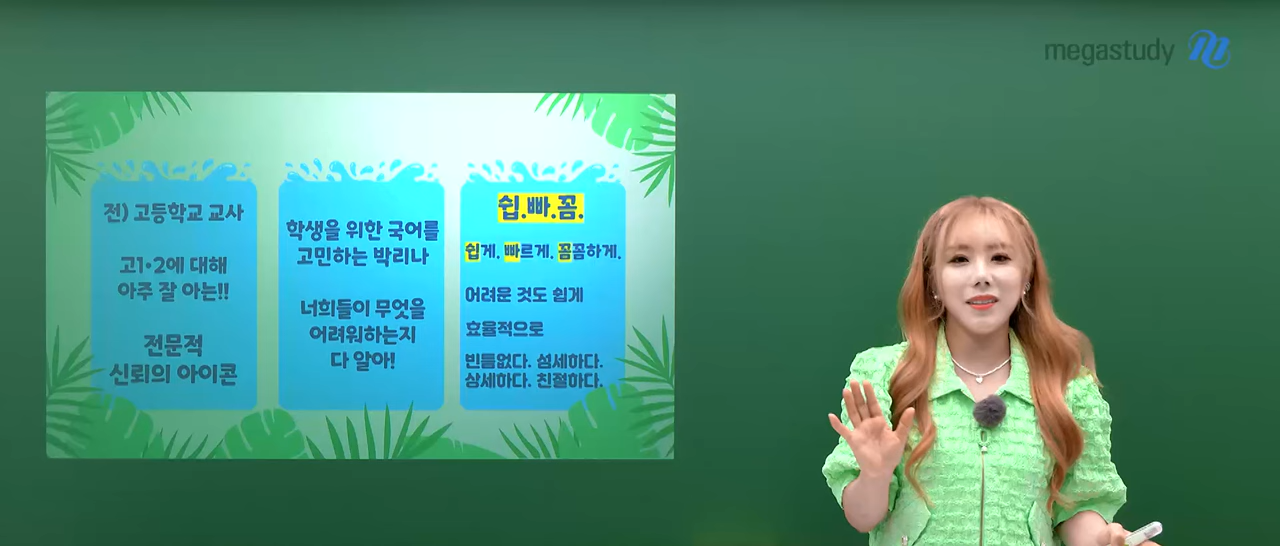 megastudy
전) 고등학교 교사
고1·2에 대해
아주 잘 아는!!
전문적
신뢰의 아이콘
학생을 위한 국어를
고민하는 박리나
너희들이 무엇을
어려워하는지
다 알아!
쉽.빠.꼼.
쉽게. 빠르게. 꼼꼼하게.
어려운 것도 쉽게
효율적으로
빈틈없다. 섬세하다.
상세하다. 친절하다.